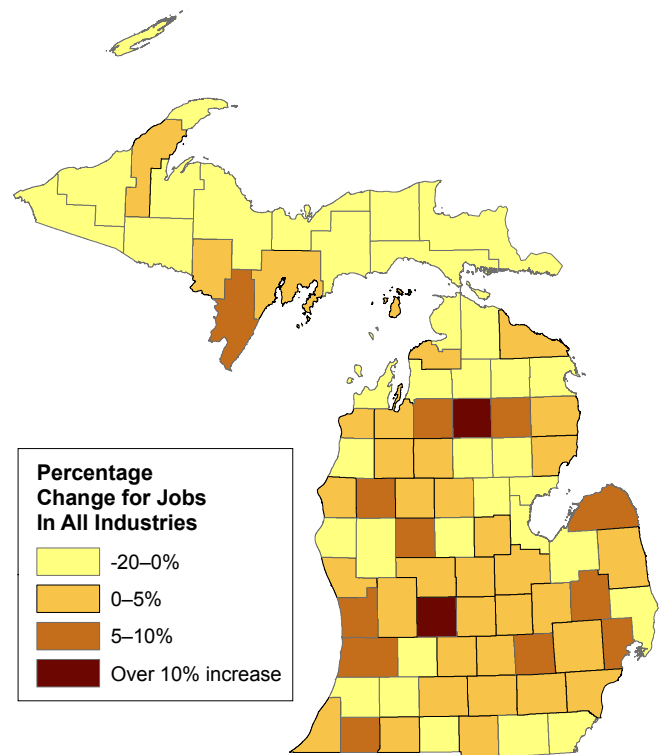 Percentage
Change for Jobs
In All Industries
-20–0%
0–5%
5–10%
Over 10% increase